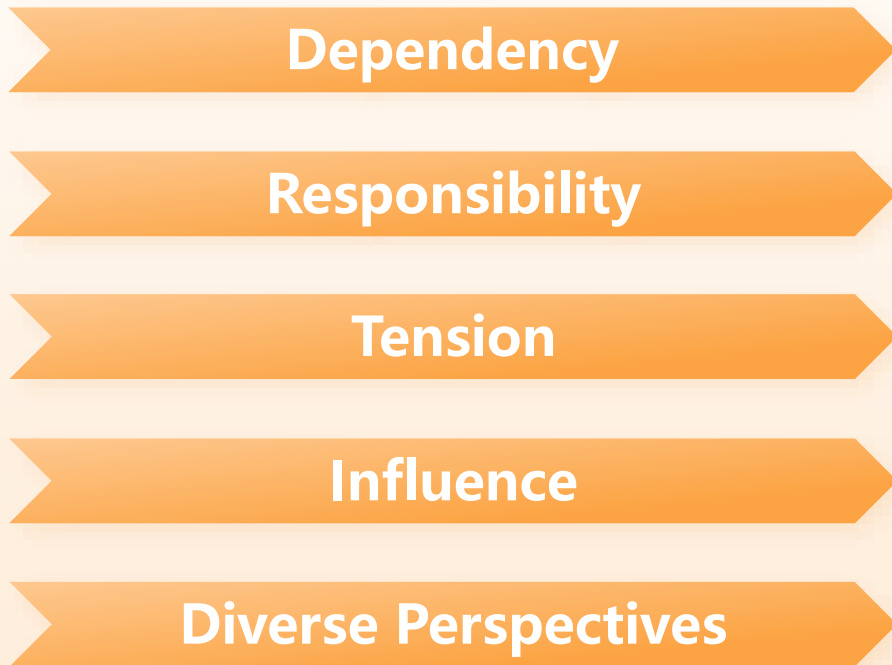 Dependency
Responsibility
Tension
Influence
Diverse Perspectives